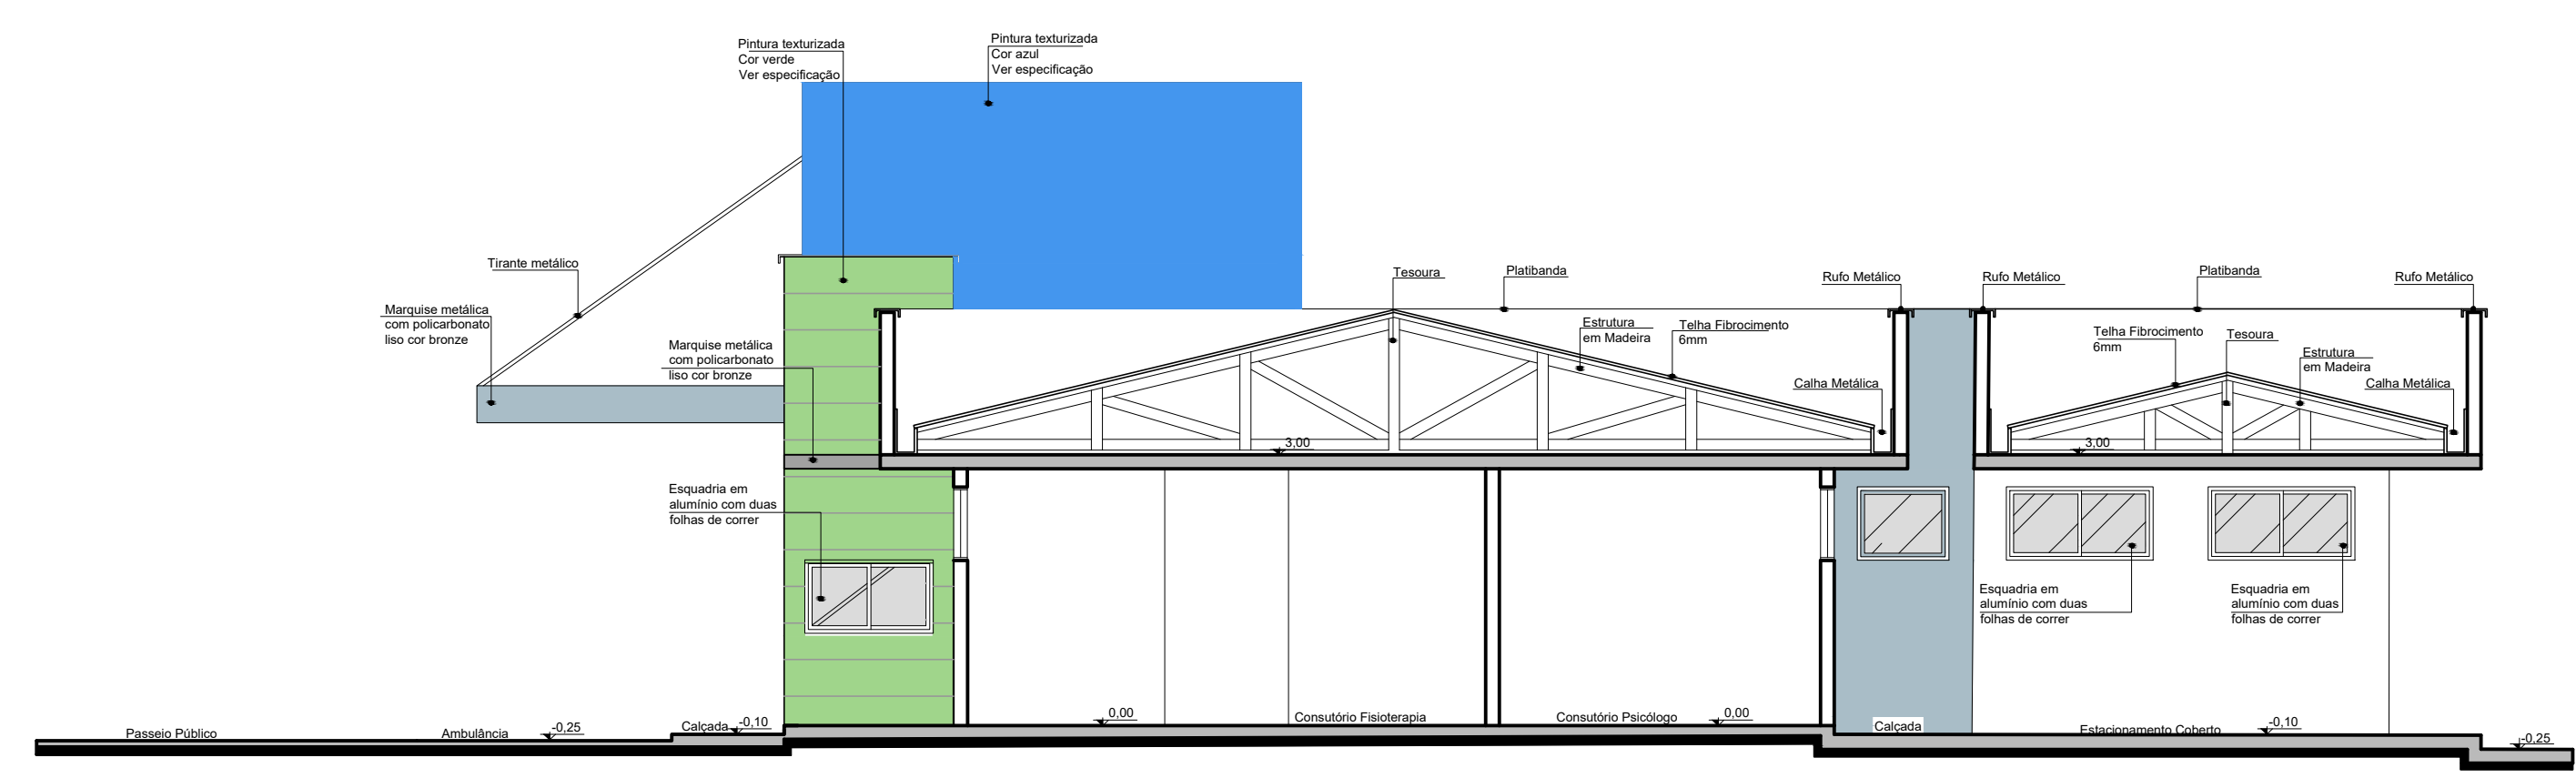 Pintura texturizada
Cor verde
Ver especificação
Pintura texturizada
Cor azul
Ver especificação
Tirante metálico
Marquise metálica
com policarbonato
liso cor bronze
Marquise metálica
com policarbonato
liso cor bronze
Esquadria em
alumínio com duas
folhas de correr
Tesoura
Platibanda
Rufo Metálico
Rufo Metálico
Platibanda
Rufo Metálico
Estrutura
em Madeira
Telha Fibrocimento
6mm
Calha Metálica
Telha Fibrocimento
6mm
Tesoura
Estrutura
em Madeira
Calha Metálica
3,00
3,00
Esquadria em
alumínio com duas
folhas de correr
Esquadria em
alumínio com duas
folhas de correr
Passeio Público
Ambulância
-0,25
Calçada
-0,10
0,00
Consutório Fisioterapia
Consutório Psicólogo
0,00
Calçada
Estacionamento Coberto
-0,10
-0,25